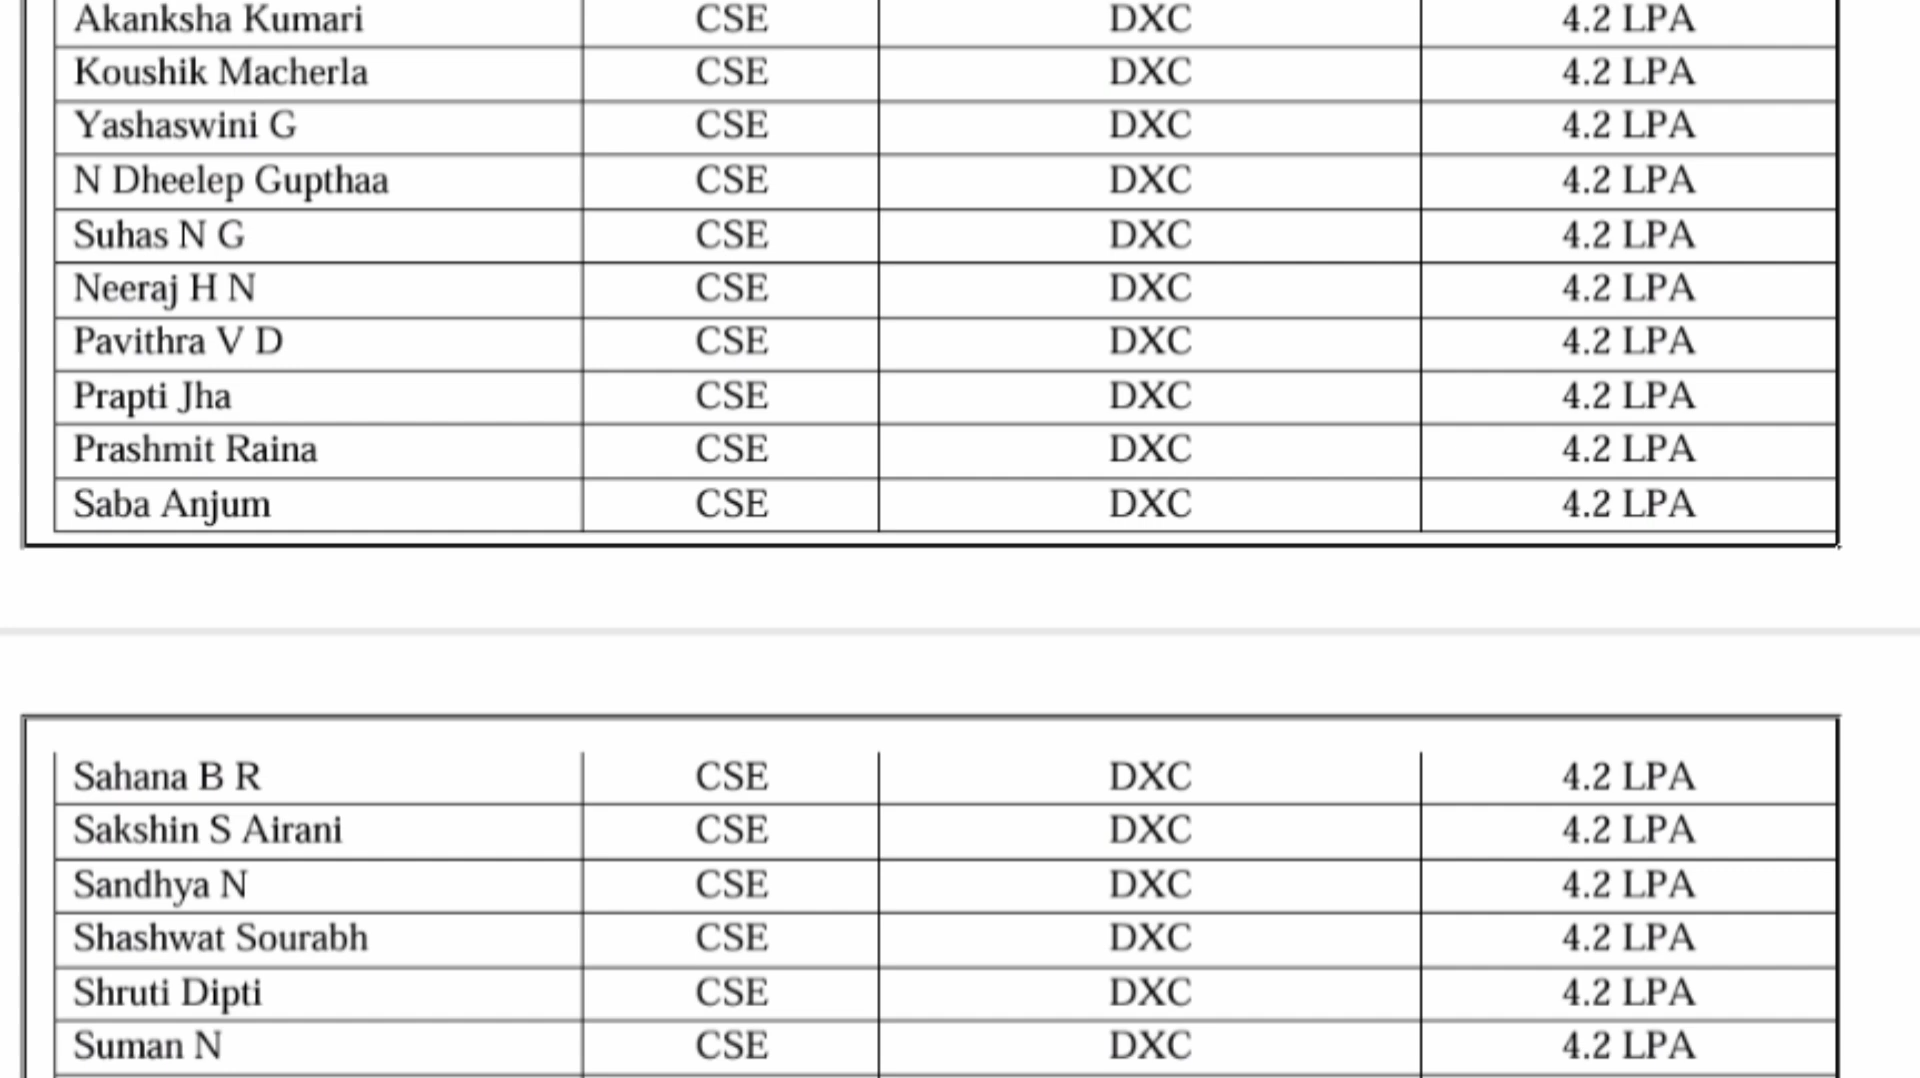 Akanksha Kumari CSE DXC 4.2 LPA
Koushik Macherla CSE DXC 4.2 LPA
Yashaswini G CSE DXC 4.2 LPA
N Dheelep Gupthaa CSE DXC 4.2 LPA
Suhas N G CSE DXC 4.2 LPA
Neeraj H N CSE DXC 4.2 LPA
Pavithra V D CSE DXC 4.2 LPA
Prapti Jha CSE DXC 4.2 LPA
Prashmit Raina CSE DXC 4.2 LPA
Saba Anjum CSE DXC 4.2 LPA
Sahana B R CSE DXC 4.2 LPA
Sakshin S Airani CSE DXC 4.2 LPA
Sandhya N CSE DXC 4.2 LPA
Shashwat Sourabh CSE DXC 4.2 LPA
Shruti Dipti CSE DXC 4.2 LPA
Suman N CSE DXC 4.2 LPA